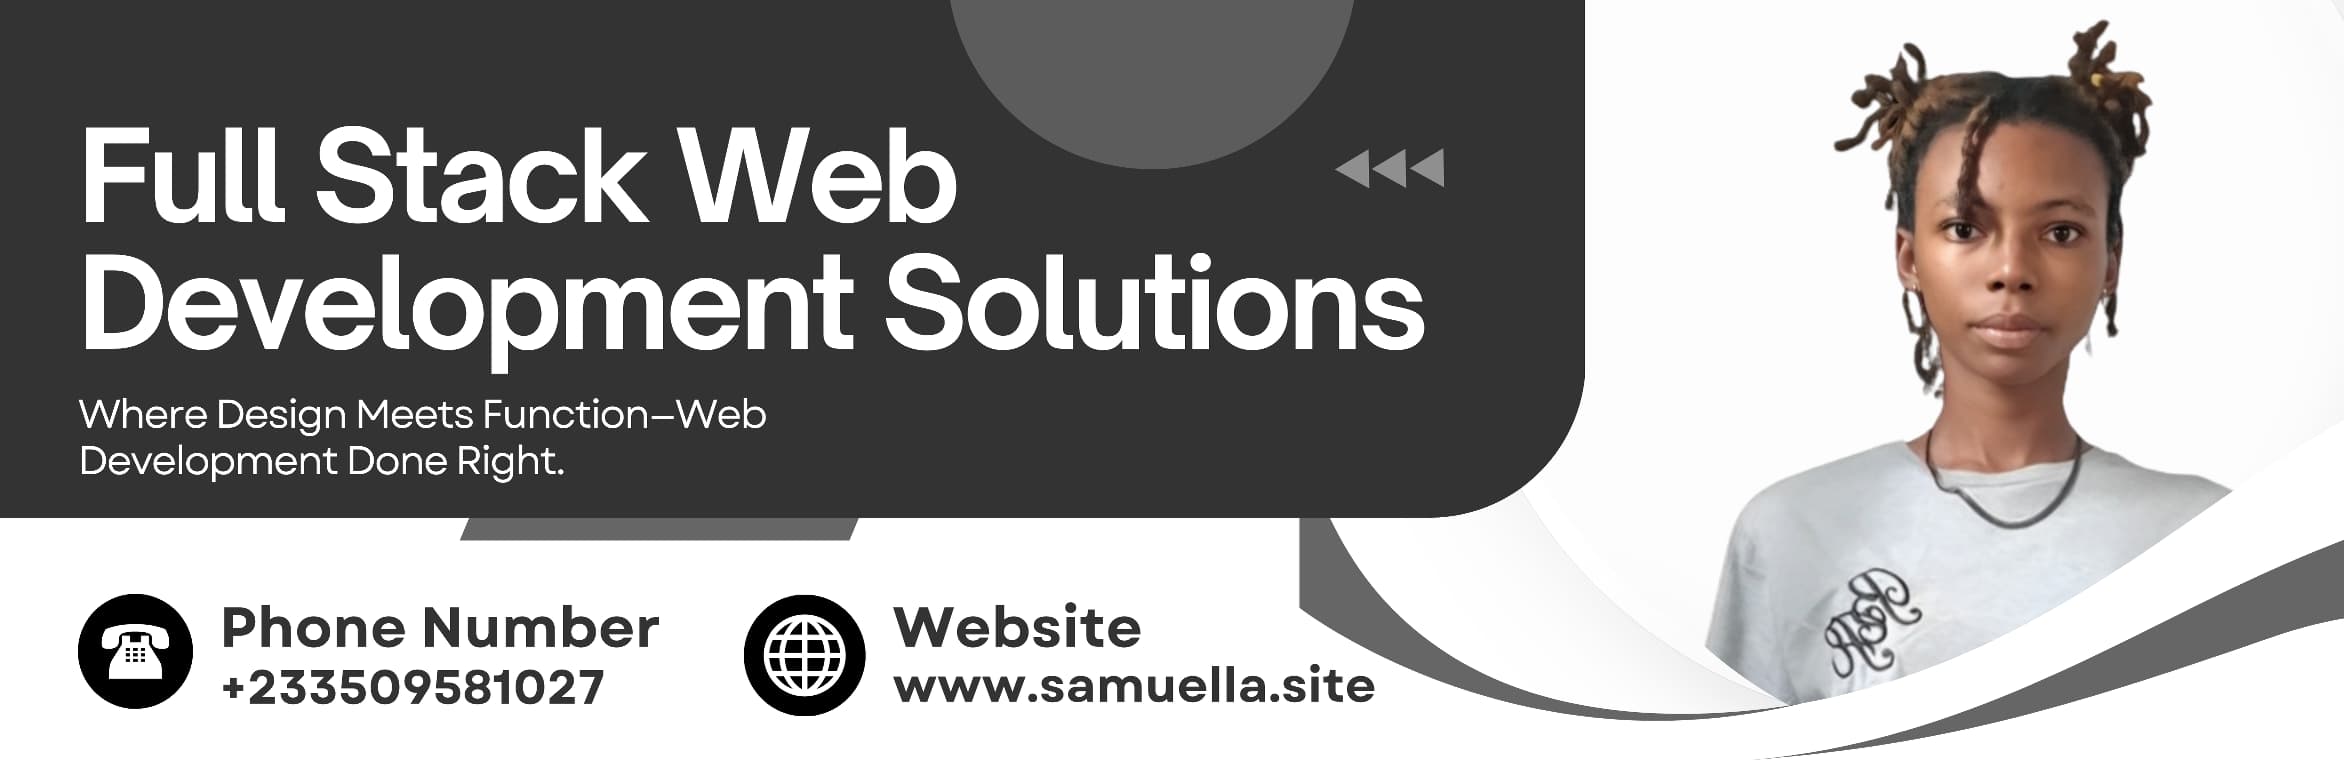 Full Stack Web
Development Solutions
Where Design Meets Function—Web
Development Done Right.
Phone Number
+233509581027
Website
www.samuella.site